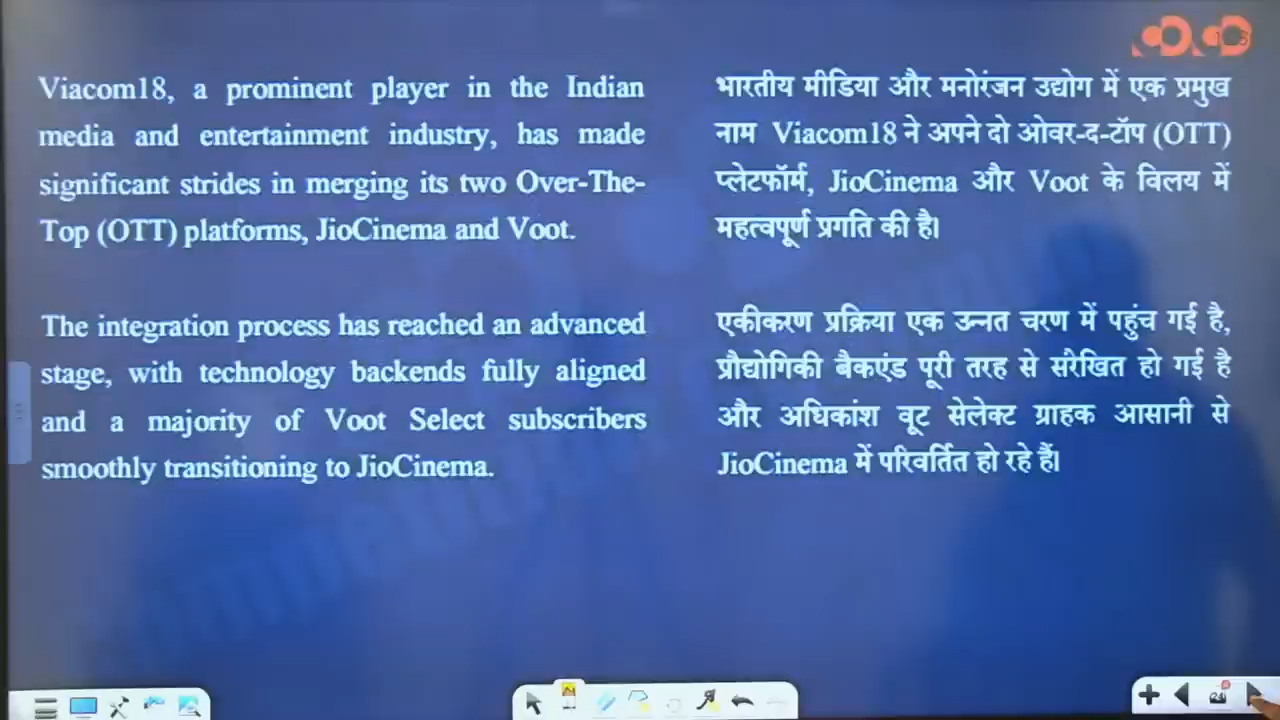 Viacom18, a prominent player in the Indian
media and entertainment industry, has made
significant strides in merging its two Over-The-
Top (OTT) platforms, JioCinema and Voot.
The integration process has reached an advanced
stage, with technology backends fully aligned
and a majority of Voot Select subscribers
smoothly transitioning to JioCinema.
भारतीय मीडिया और मनोरंजन उद्योग में एक प्रमुख
नाम Viacom18 ने अपने दो ओवर-द-टॉप (OTT)
प्लेटफॉर्म, JioCinema और Voot के विलय में
महत्वपूर्ण प्रगति की है।
एकीकरण प्रक्रिया एक उन्नत चरण में पहुंच गई है,
प्रौद्योगिकी बैकएंड पूरी तरह से संरेखित हो गई है
और अधिकांश वूट सेलेक्ट ग्राहक आसानी से
JioCinema में परिवर्तित हो रहे हैं।